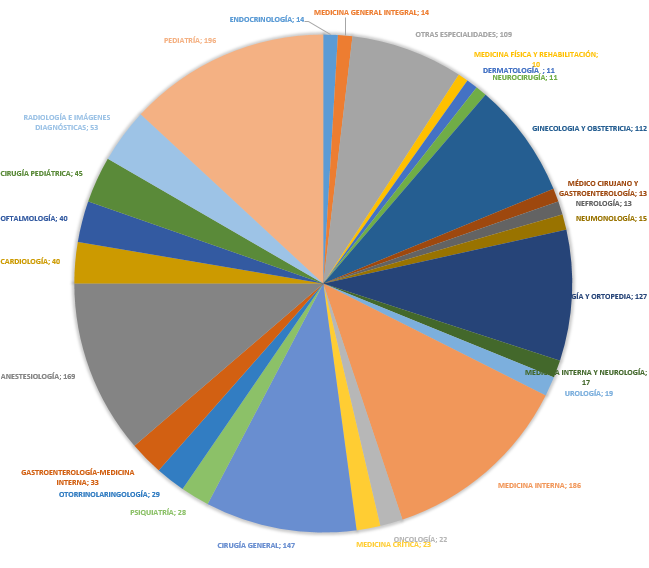 MEDICINA GENERAL INTEGRAL; 14
ENDOCRINOLOGÍA; 14
OTRAS ESPECIALIDADES; 109
PEDIATRÍA; 196
MEDICINA FÍSICA Y REHABILITACIÓN;
10
DERMATOLOGÍA ; 11
NEUROCIRUGÍA; 11
RADIOLOGÍA E IMÁGENES
DIAGNÓSTICAS; 53
GINECOLOGIA Y OBSTETRICIA; 112
CIRUGÍA PEDIÁTRICA; 45
MÉDICO CIRUJANO Y
GASTROENTEROLOGÍA; 13
NEFROLOGÍA; 13
OFTALMOLOGÍA; 40
NEUMONOLOGÍA; 15
CARDIOLOGÍA; 40
GÍA Y ORTOPEDIA; 127
ANESTESIOLOGÍA; 169
INTERNA Y NEUROLOGÍA;
17
UROLOGÍA; 19
GASTROENTEROLOGÍA-MEDICINA
INTERNA; 33
MEDICINA INTERNA; 186
OTORRINOLARINGOLOGÍA; 29
PSIQUIATRÍA; 28
ONCOLOGÍA; 22
CIRUGÍA GENERAL; 147
MEDICINA CRÍTICA; 23